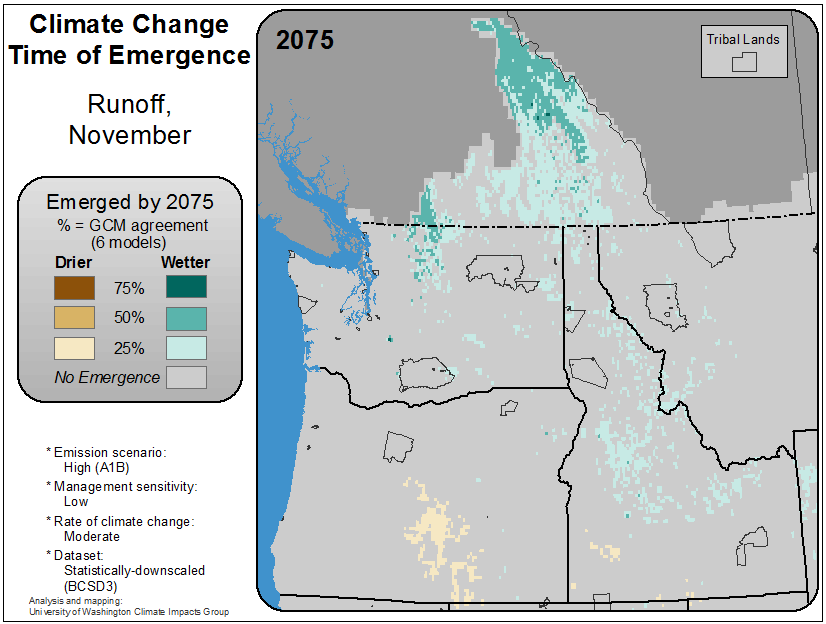 Climate Change
Time of Emergence
Runoff,
November
Emerged by 2075
% = GCM agreement
(6 models)
Drier Wetter
75%
50%
25%
No Emergence
* Emission scenario:
High (A1B)
* Management sensitivity:
Low
* Rate of climate change:
Moderate
* Dataset:
Statistically-downscaled
(BCSD3)
Analysis and mapping:
University of Washington Climate Impacts Group
2075
Tribal Lands